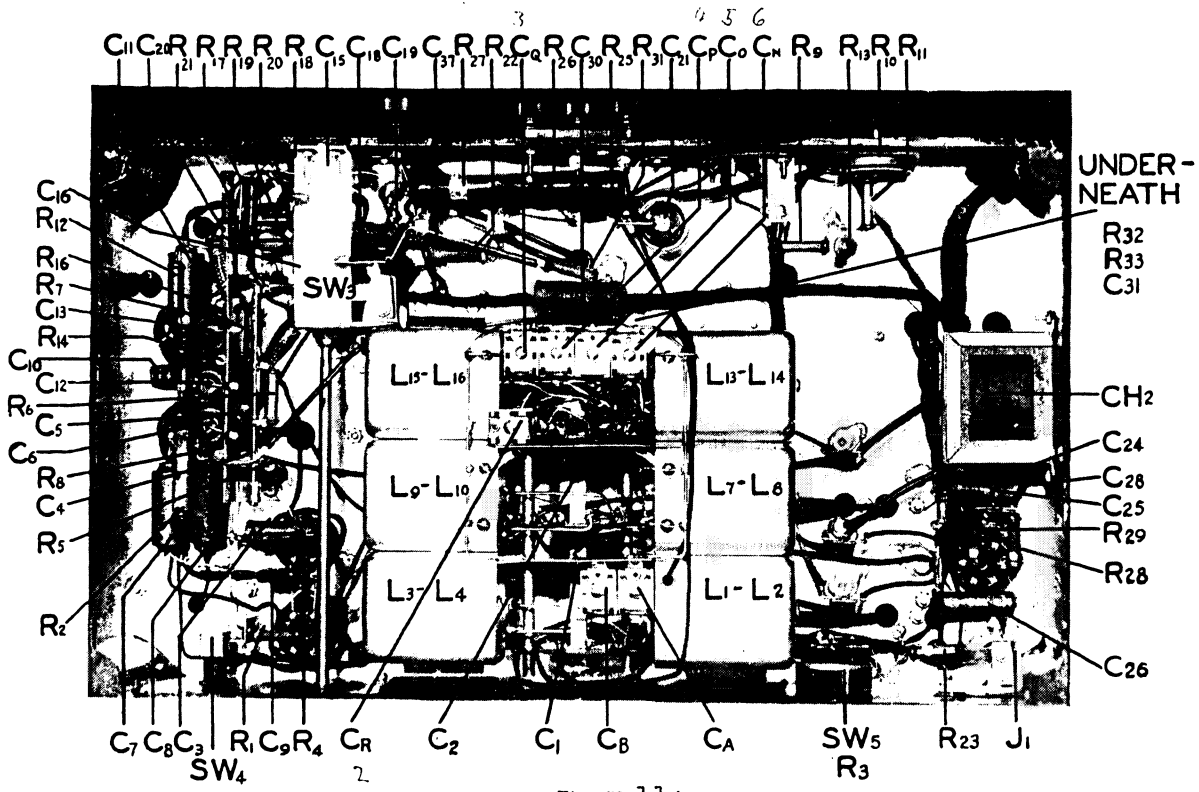 3 4 5 6
C11 C20 R21 R17 R19 R20 R18 C15 C18 C19 C37 R27 R22 CQ R26 C30 R25 R31 C21 CP CO CN R9 R13 R10 R11
UNDER-
NEATH
R32
R33
C31
C16
R12
R16
R7
C13
R14
C10
C12
R6
C5
C6
R8
C4
R5
R2
SW3
L15-L16
L13-L14
L9-L10
L7-L8
L3-L4
L1-L2
CH2
C24
C28
C25
R29
R28
C26
C7 C8 C3 R1 C9 R4 CR C2 C1 CB CA SW5 R23 J1
SW4 R3
2